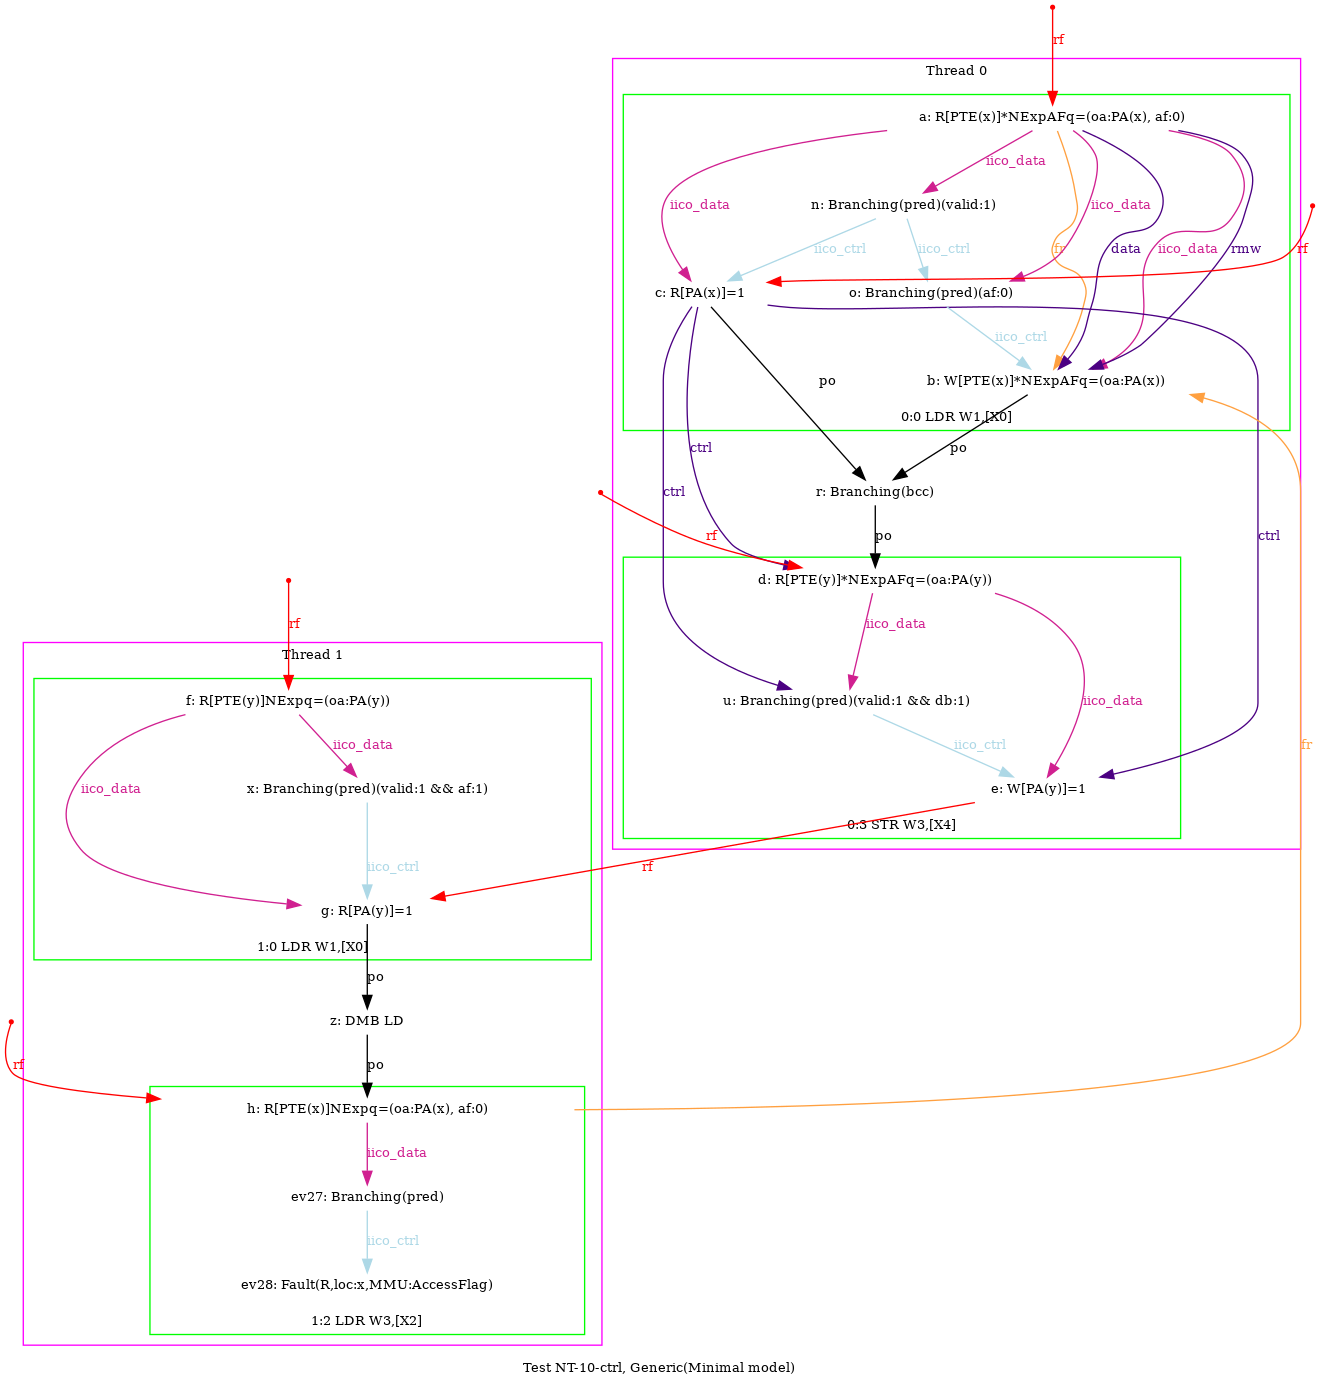 rf
Thread 0
a: R[PTE(x)]*NExpAFq=(oa:PA(x), af:0)
iico_data
n: Branching(pred)(valid:1)
iico_data
iico_data
iico_ctrl
iico_ctrl
fr
data
iico_data
rmw
rf
c: R[PA(x)]=1
o: Branching(pred)(af:0)
iico_ctrl
po
b: W[PTE(x)]*NExpAFq=(oa:PA(x))
0:0 LDR W1,[X0]
ctrl
po
ctrl
r: Branching(bcc)
rf
po
ctrl
d: R[PTE(y)]*NExpAFq=(oa:PA(y))
rf
iico_data
Thread 1
f: R[PTE(y)]NExpq=(oa:PA(y))
u: Branching(pred)(valid:1 && db:1)
iico_data
iico_data
iico_ctrl
fr
iico_data
x: Branching(pred)(valid:1 && af:1)
e: W[PA(y)]=1
0:3 STR W3,[X4]
iico_ctrl
rf
g: R[PA(y)]=1
1:0 LDR W1,[X0]
po
z: DMB LD
rf
po
h: R[PTE(x)]NExpq=(oa:PA(x), af:0)
iico_data
ev27: Branching(pred)
iico_ctrl
ev28: Fault(R,loc:x,MMU:AccessFlag)
1:2 LDR W3,[X2]
Test NT-10-ctrl, Generic(Minimal model)